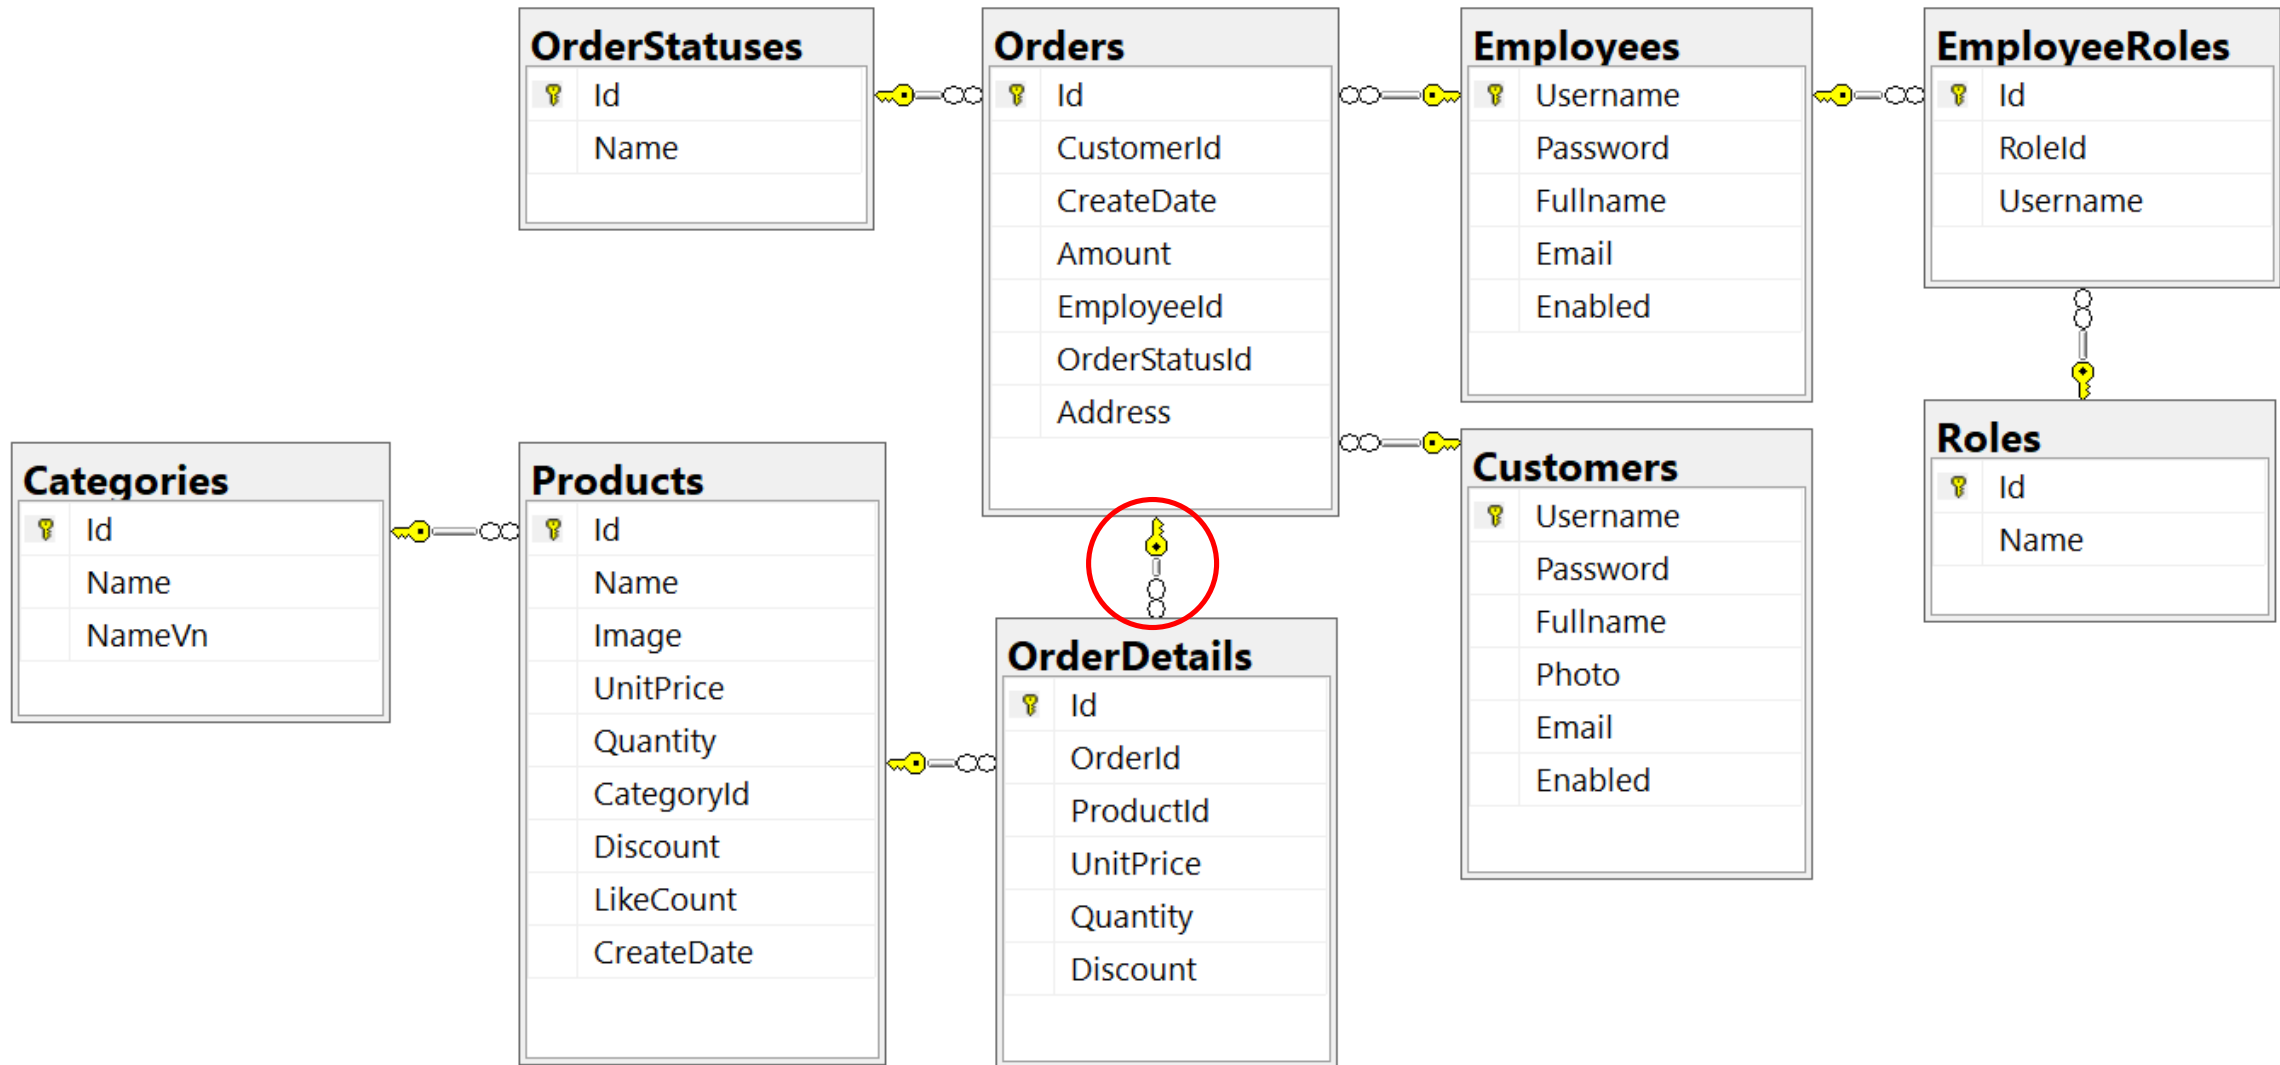 OrderStatuses
Id
Name
Orders
Id
CustomerId
CreateDate
Amount
EmployeeId
OrderStatusId
Address
Employees
Username
Password
Fullname
Email
Enabled
EmployeeRoles
Id
RoleId
Username
Categories
Id
Name
NameVn
Products
Id
Name
Image
UnitPrice
Quantity
CategoryId
Discount
LikeCount
CreateDate
OrderDetails
Id
OrderId
ProductId
UnitPrice
Quantity
Discount
Customers
Username
Password
Fullname
Photo
Email
Enabled
Roles
Id
Name